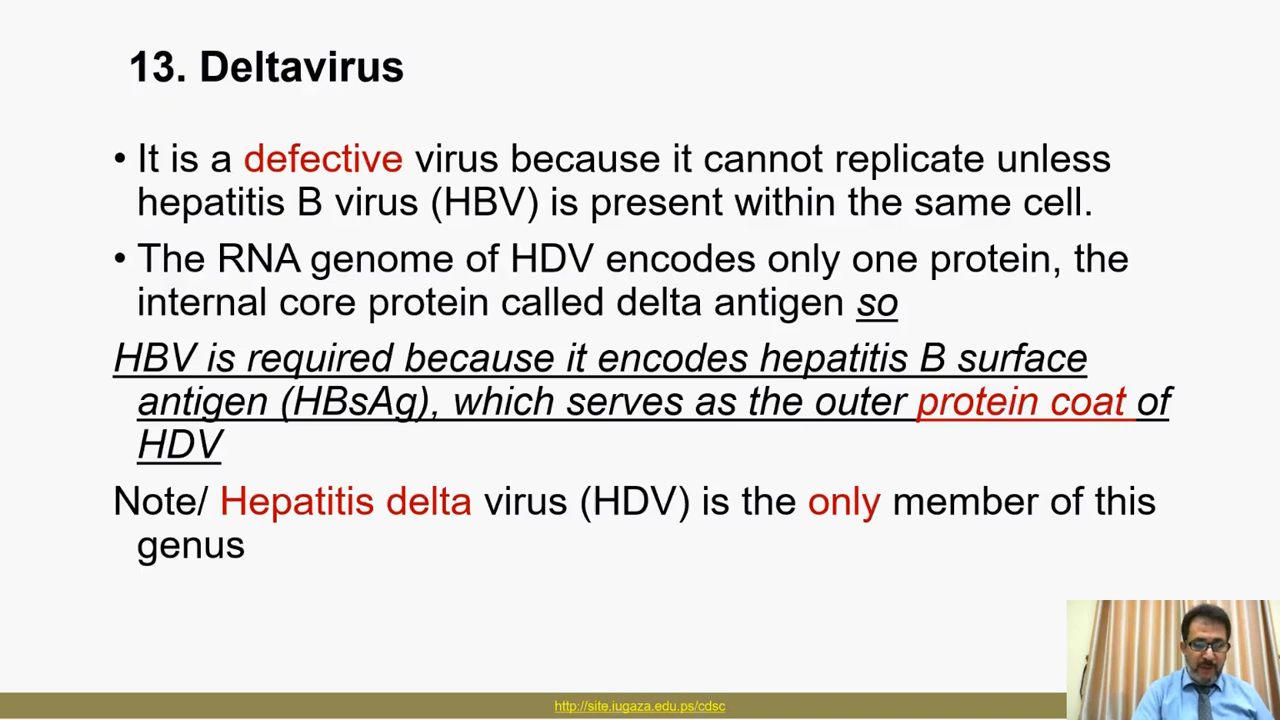 13. Deltavirus
• It is a defective virus because it cannot replicate unless
hepatitis B virus (HBV) is present within the same cell.
• The RNA genome of HDV encodes only one protein, the
internal core protein called delta antigen so
HBV is required because it encodes hepatitis B surface
antigen (HBsAg), which serves as the outer protein coat of
HDV
Note/ Hepatitis delta virus (HDV) is the only member of this
genus
http://site.iugaza.edu.ps/cdsc